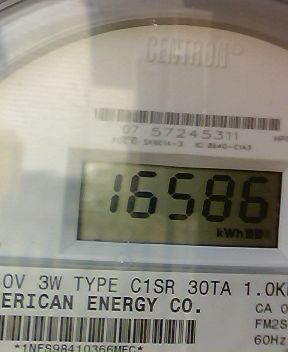 CENTRON
07 57245311
16586
kWh
0V 3W TYPE C1SR 30TA 1.0K
ERICAN ENERGY CO.
CA 0
FM2S
60Hz
*1NES98410366MEC*